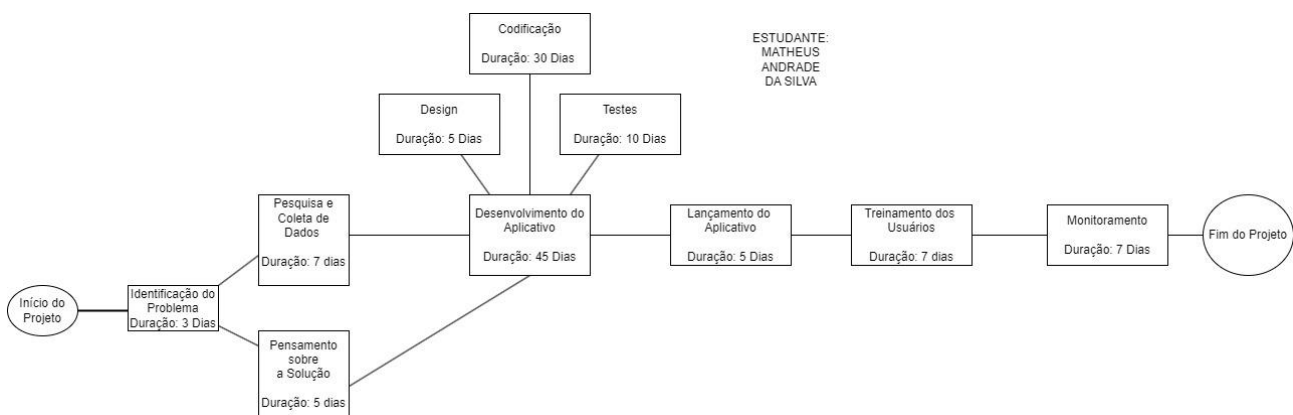 Codificação
Duração: 30 Dias
ESTUDANTE:
MATHEUS
ANDRADE
DA SILVA
Design
Duração: 5 Dias
Testes
Duração: 10 Dias
Pesquisa e
Coleta de
Dados
Duração: 7 dias
Desenvolvimento do
Aplicativo
Duração: 45 Dias
Lançamento do
Aplicativo
Duração: 5 Dias
Treinamento dos
Usuários
Duração: 7 dias
Monitoramento
Duração: 7 Dias
Fim do Projeto
Início do
Projeto
Identificação do
Problema
Duração: 3 Dias
Pensamento
sobre
a Solução
Duração: 5 dias